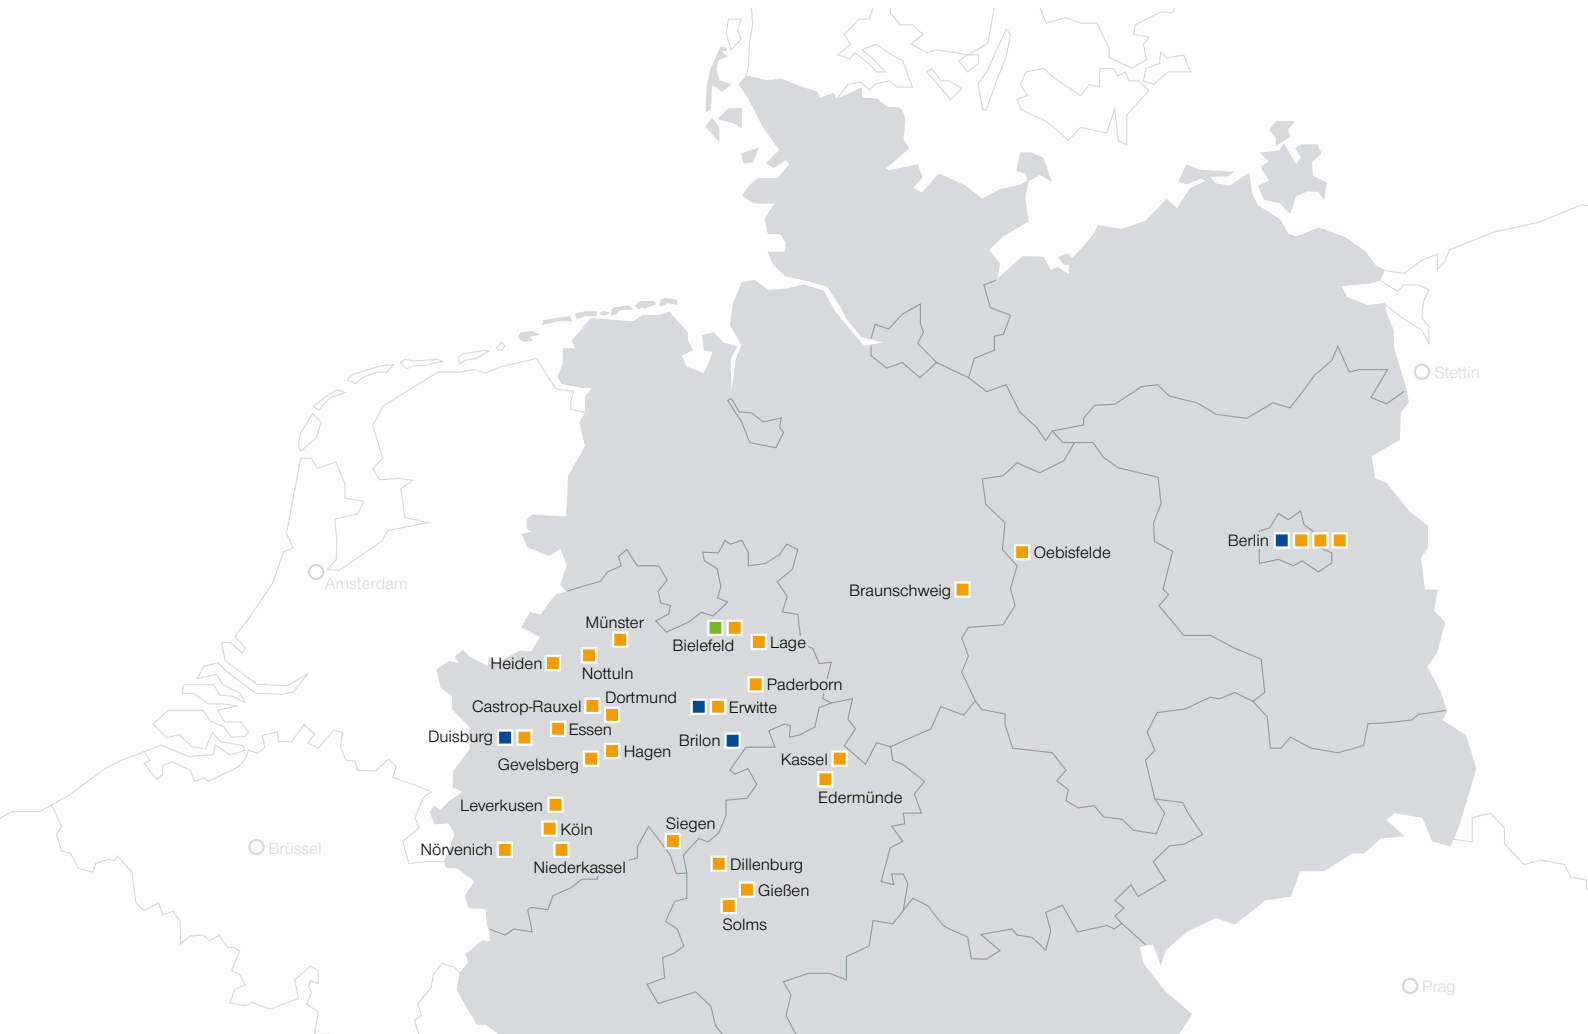 Stettin
Berlin
Oebisfelde
Amsterdam
Braunschweig
Münster
Bielefeld
Lage
Heiden
Nottuln
Paderborn
Dortmund
Castrop-Rauxel
Erwitte
Essen
Duisburg
Brilon
Hagen
Gevelsberg
Kassel
Edermünde
Leverkusen
Siegen
Köln
Brüssel
Nörvenich
Niederkassel
Dillenburg
Gießen
Solms
Prag